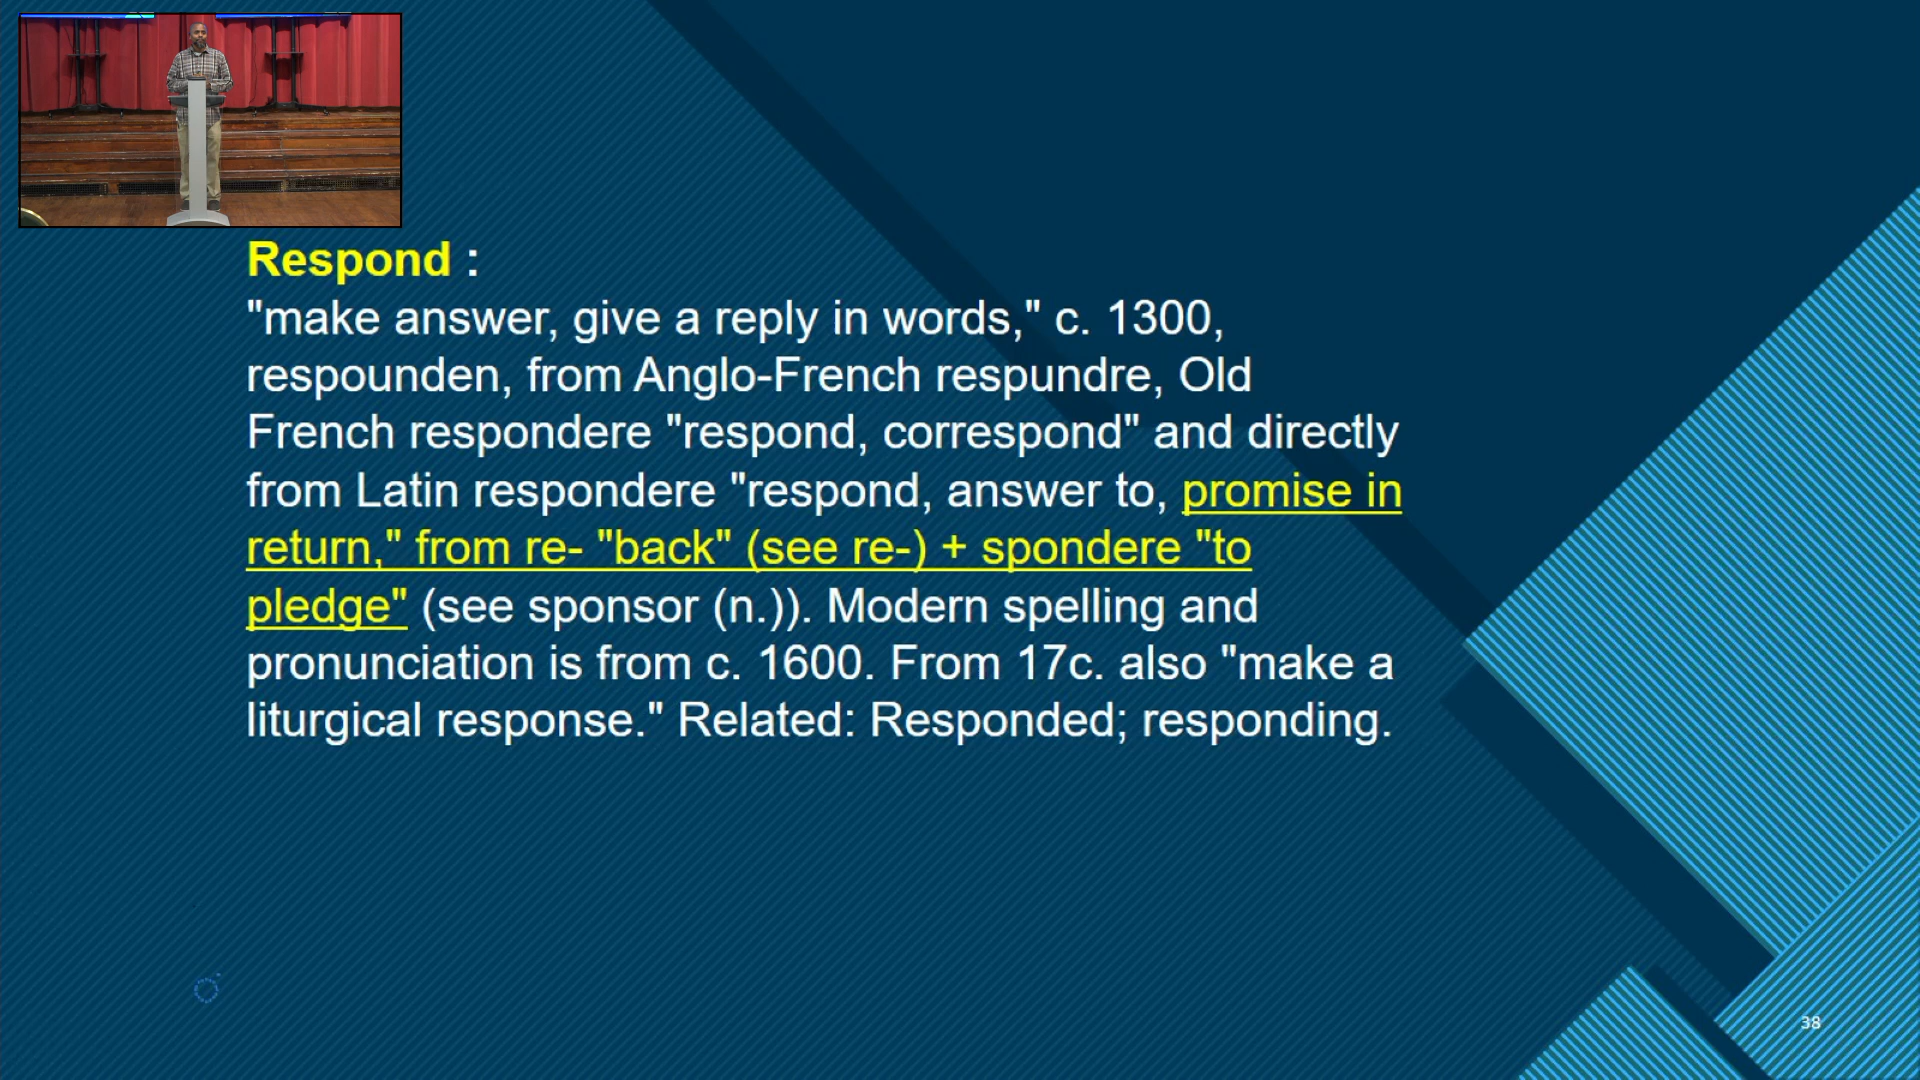 Respond :
"make answer, give a reply in words," c. 1300,
respounden, from Anglo-French respundre, Old
French respondere "respond, correspond" and directly
from Latin respondere "respond, answer to, promise in
return," from re- "back" (see re-) + spondere "to
pledge" (see sponsor (n.)). Modern spelling and
pronunciation is from c. 1600. From 17c. also "make a
liturgical response." Related: Responded; responding.
38